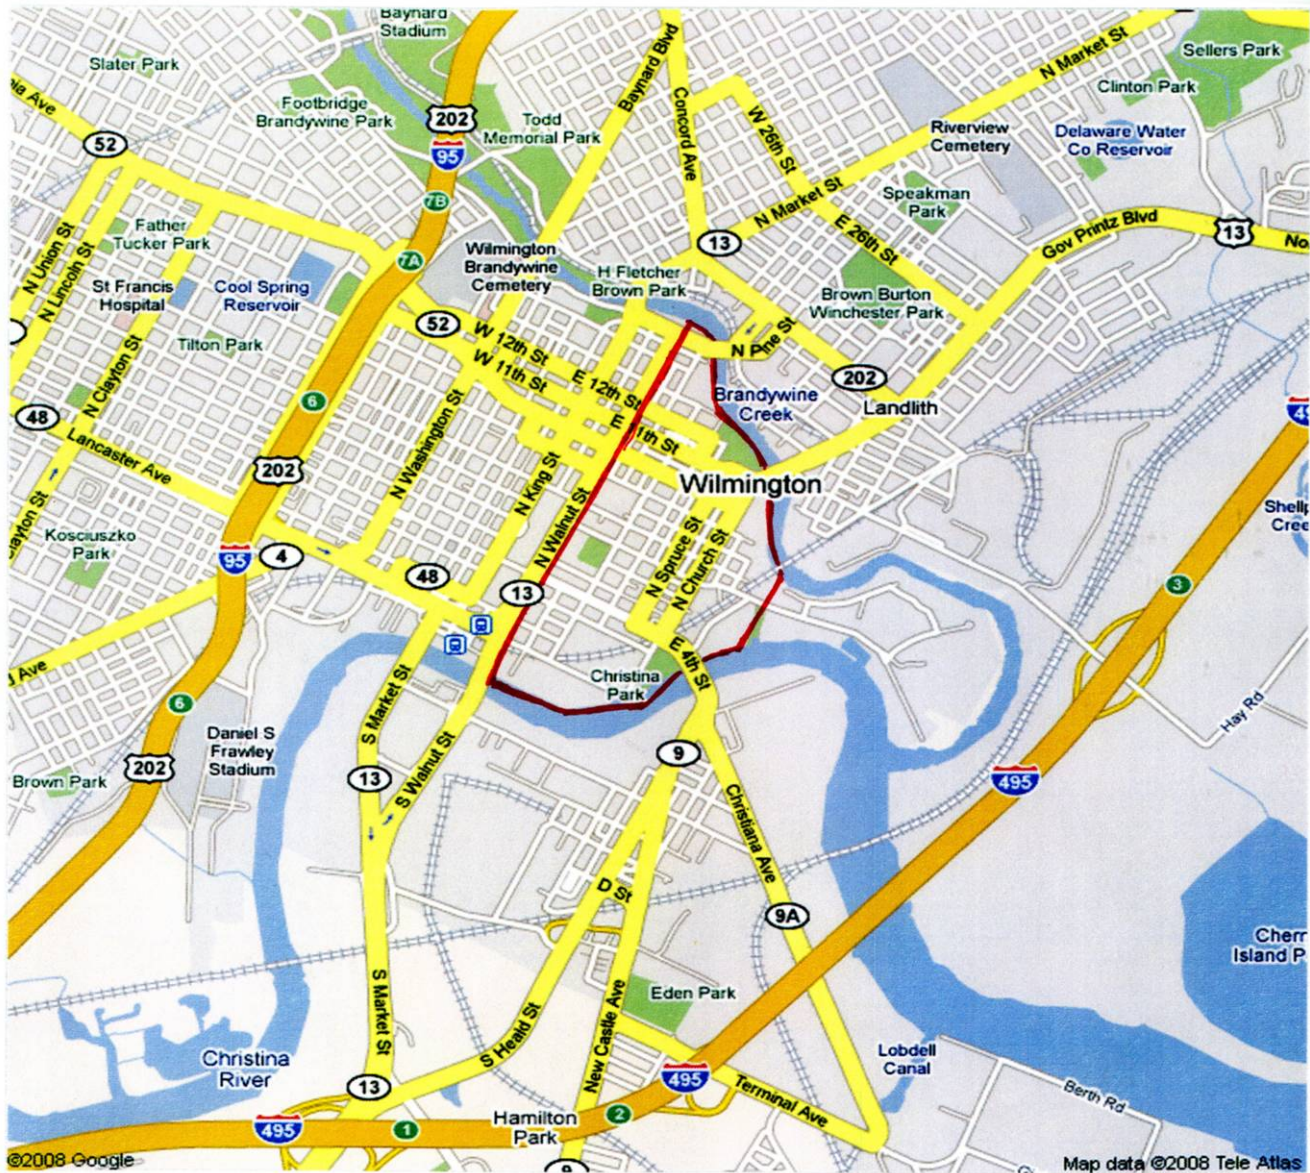 Baynard
Stadium
Slater Park
N Market St
Sellers Park
Baynard Blvd
Clinton Park
Footbridge
Brandywine Park
202
Todd
Memorial Park
Concord Ave
W 26th St
Riverview
Cemetery
Delaware Water
Co Reservoir
52
95
7B
N Market St
Speakman
Park
Father
Tucker Park
N Union St
N Lincoln St
Wilmington
Brandywine
Cemetery
13
E 26th St
Gov Printz Blvd
13
No
7A
St Francis
Hospital
Cool Spring
Reservoir
H Fletcher
Brown Park
Brown Burton
Winchester Park
52
W 12th St
W 11th St
Tilton Park
N Pine St
N Clayton St
E 12th St
202
Landlith
6
Brandywine
Creek
48
Lancaster Ave
N Washington St
E 11th St
202
N King St
Wilmington
Clayton St
Kosciuszko
Park
N Walnut St
N Spruce St
N Church St
95
4
48
13
3
E 4th St
Christina
Park
6
S Market St
Hay Rd
Daniel S
Frawley
Stadium
S Walnut St
202
Brown Park
13
9
495
Christiana Ave
D St
9A
Cherr
Island P
S Market St
Eden Park
S Heald St
New Castle Ave
Christina
River
Lobdell
Canal
13
495
Terminal Ave
Berth Rd
495
1
Hamilton
Park
2
9
©2008 Google
Map data ©2008 Tele Atlas